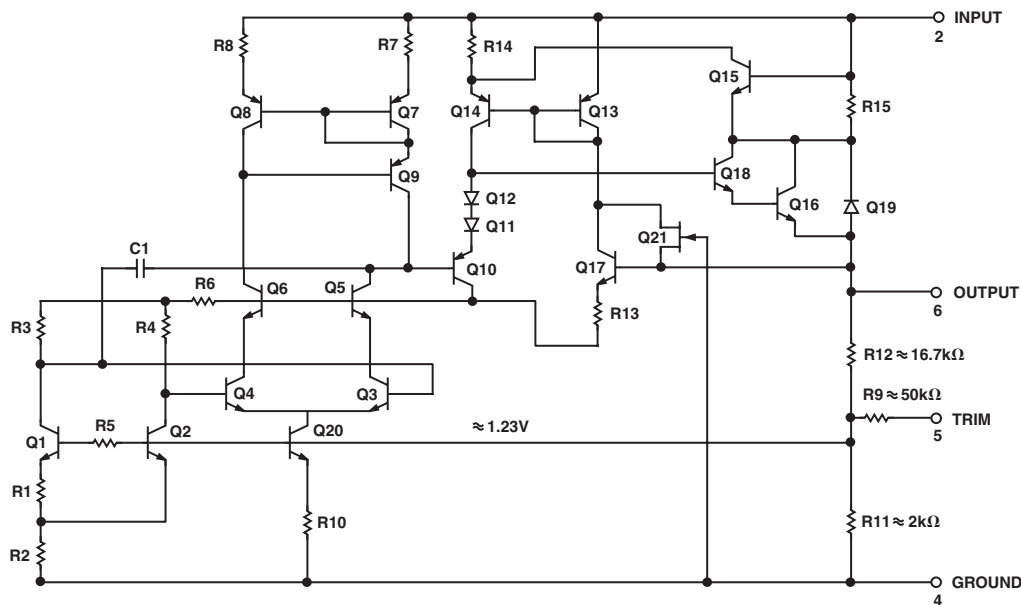 INPUT
2
R8
R7
R14
Q15
R15
Q8
Q7
Q14
Q13
Q9
Q18
Q16
Q19
Q12
Q11
Q21
C1
Q10
Q17
R6
Q6
Q5
OUTPUT
6
R3
R4
R13
R12 ≈ 16.7kΩ
R9 ≈ 50kΩ
Q4
Q3
TRIM
5
Q1
R5
Q2
Q20
≈ 1.23V
R1
R10
R11 ≈ 2kΩ
R2
GROUND
4